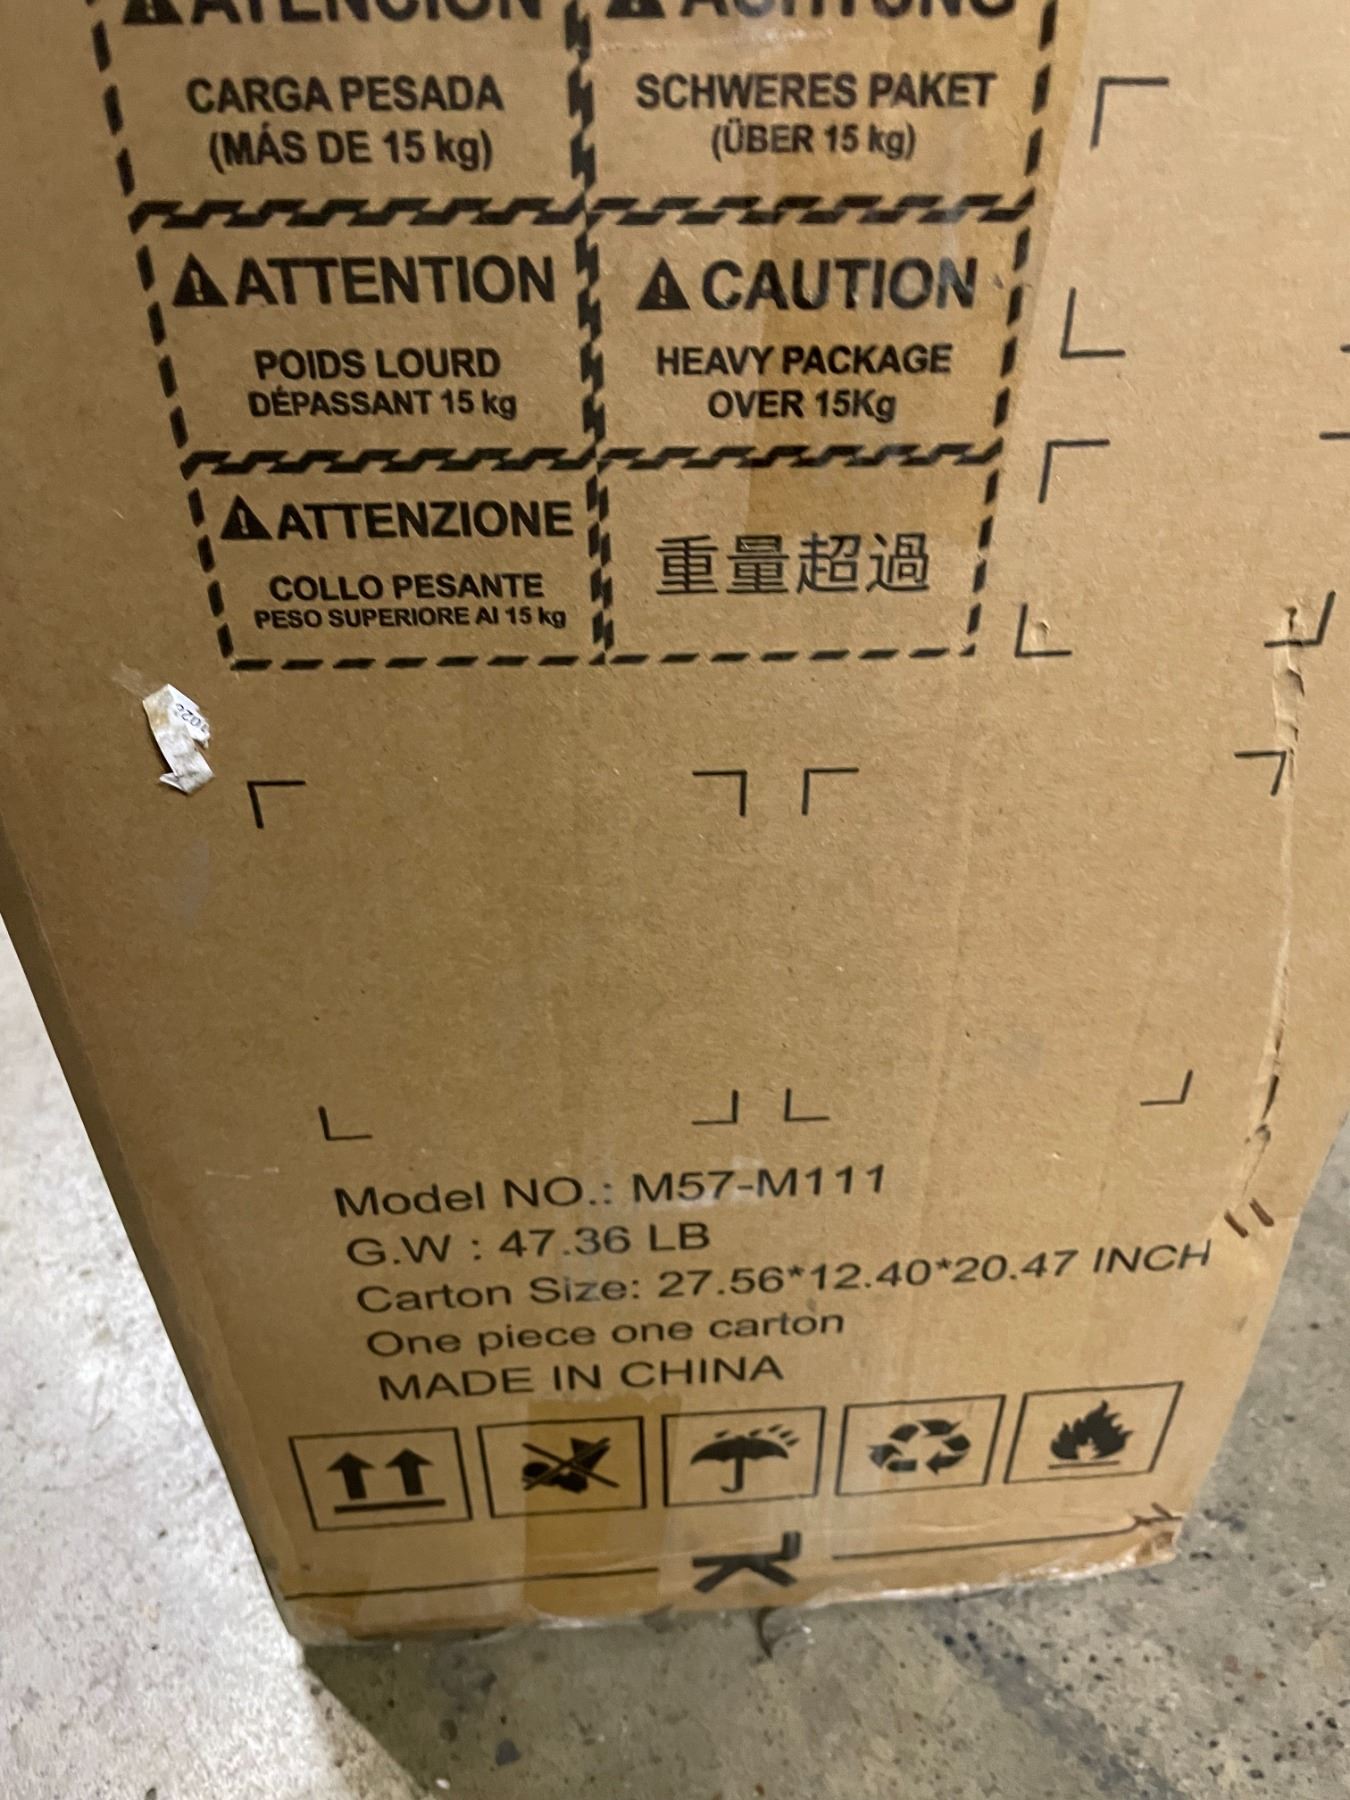 ATENCIÓN
ACHTUNG
CARGA PESADA
(MÁS DE 15 kg)
SCHWERES PAKET
(ÜBER 15 kg)
ATTENTION
POIDS LOURD
DÉPASSANT 15 kg
CAUTION
HEAVY PACKAGE
OVER 15Kg
ATTENZIONE
COLLO PESANTE
PESO SUPERIORE AI 15 kg
重量超過
Model NO.: M57-M111
G.W : 47.36 LB
Carton Size: 27.56*12.40*20.47 INCH
One piece one carton
MADE IN CHINA